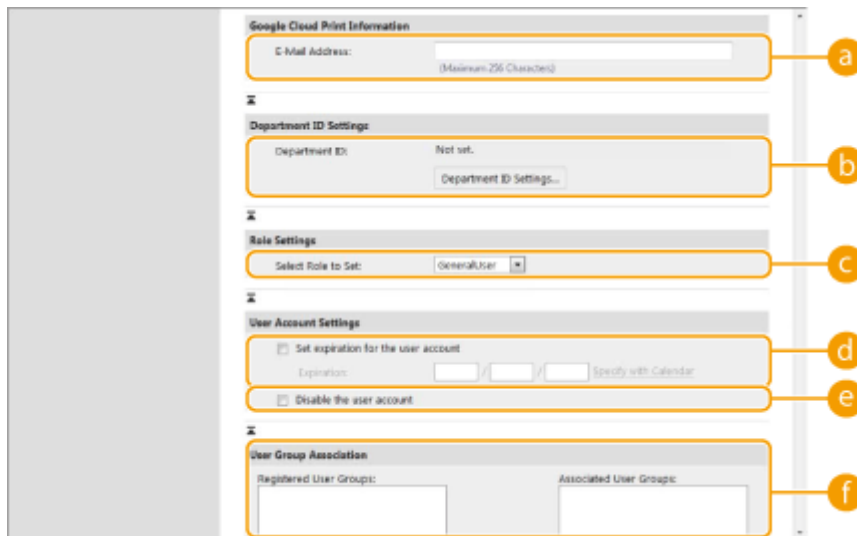 Google Cloud Print Information
E-Mail Address:
(Maximum 256 Characters)
a
Department ID Settings
Department ID: Not set.
Department ID Settings...
b
Role Settings
Select Role to Set: GeneralUser
c
User Account Settings
Set expiration for the user account
Expiration: / / Specify with Calendar
d
Disable the user account
e
User Group Association
Registered User Groups: Associated User Groups:
f